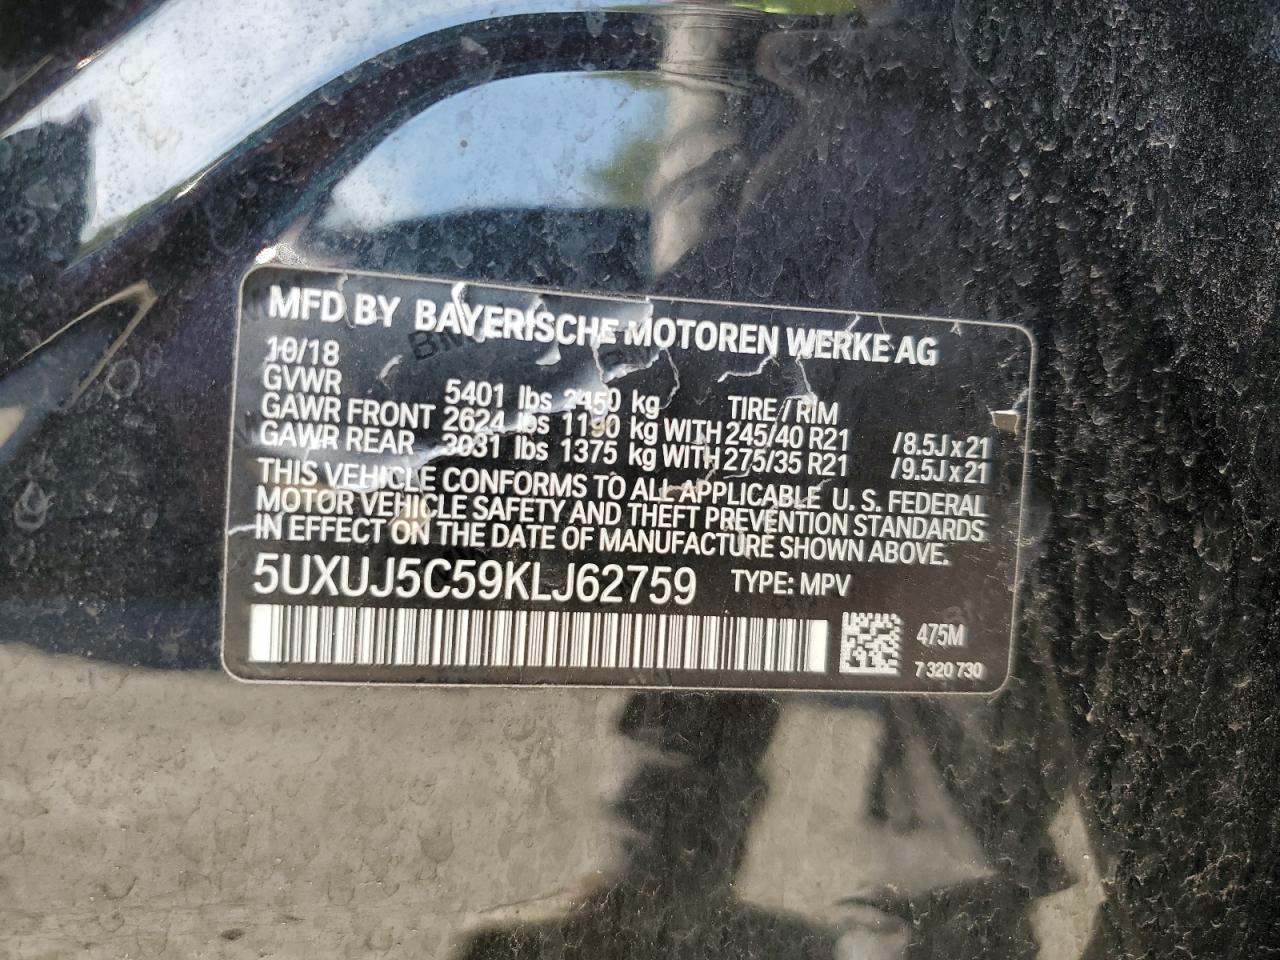 MFD BY BAYERISCHE MOTOREN WERKE AG
10/18
GVWR 5401 lbs 2450 kg TIRE / RIM
GAWR FRONT 2624 lbs 1190 kg WITH 245/40 R21 /8.5J x 21
GAWR REAR 3031 lbs 1375 kg WITH 275/35 R21 /9.5J x 21
THIS VEHICLE CONFORMS TO ALL APPLICABLE U. S. FEDERAL
MOTOR VEHICLE SAFETY AND THEFT PREVENTION STANDARDS
IN EFFECT ON THE DATE OF MANUFACTURE SHOWN ABOVE.
5UXUJ5C59KLJ62759 TYPE: MPV
475M
7 320 730